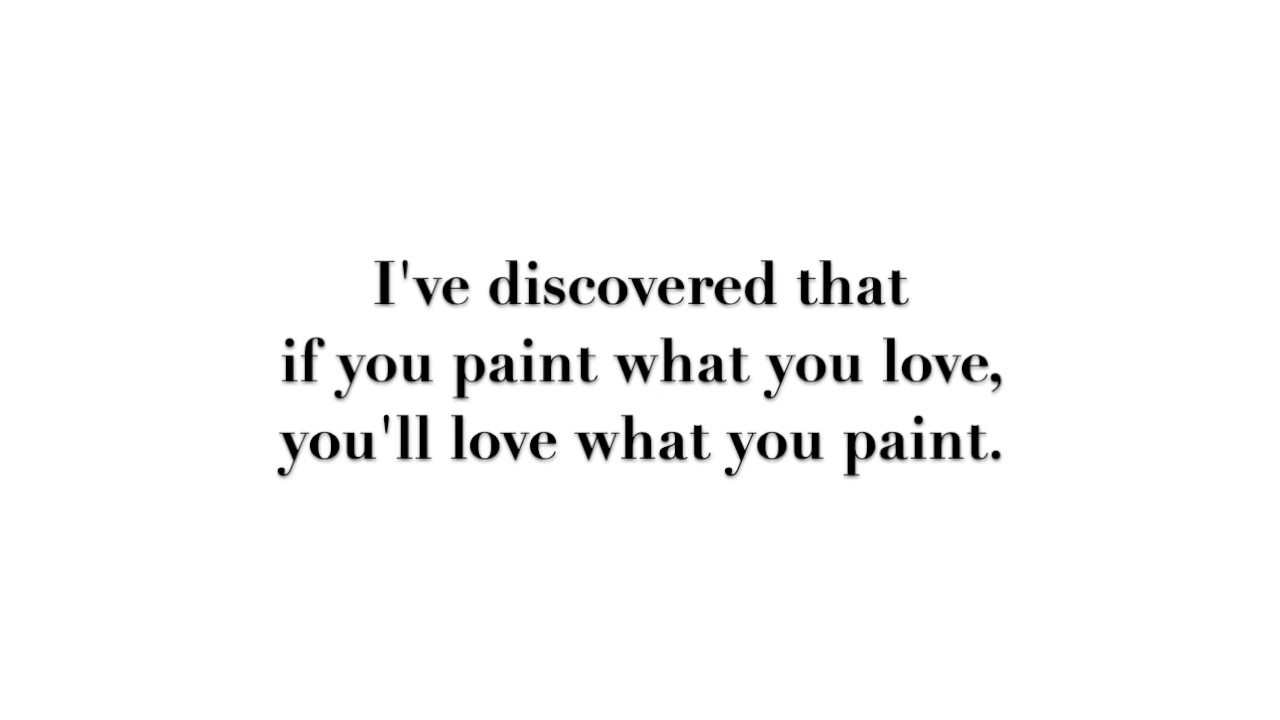 I've discovered that
if you paint what you love,
you'll love what you paint.